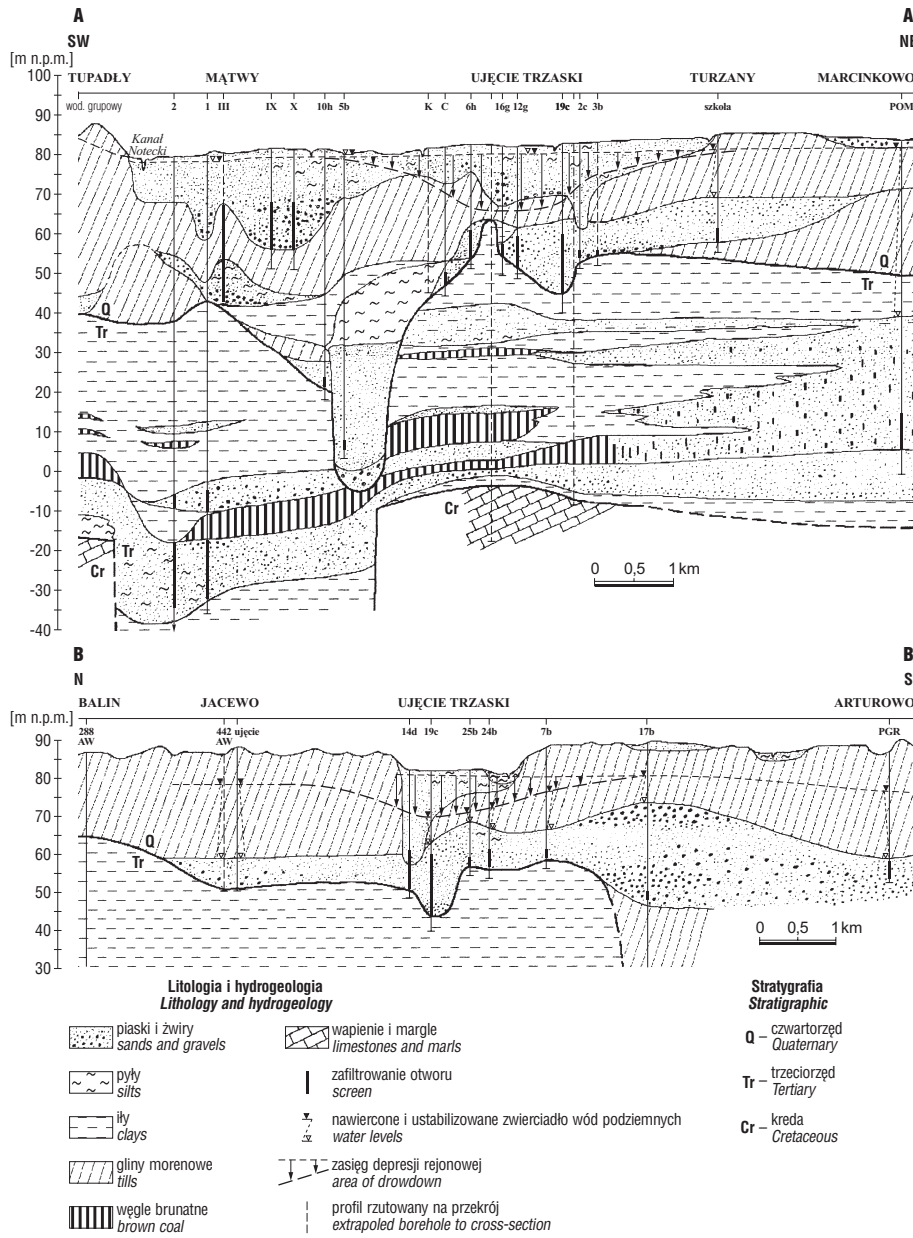 A A
SW NE
[m n.p.m.]
TUPADŁY MĄTWY UJĘCIE TRZASKI TURZANY MARCINKOWO
wod. grupowy 2 1 III IX X 10h 5b K C 6h 16g 12g 19c 2c 3b szkoła POM
100
90
80
70
60
50
40
30
20
10
0
-10
-20
-30
-40
Kanał
Notecki
Q
Tr
Q
Tr
Cr
Tr
Cr
0 0,5 1 km
B B
N S
[m n.p.m.]
BALIN JACEWO UJĘCIE TRZASKI ARTUROWO
288 AW 442 AW ujęcie 14d 19c 25b 24b 7b 17b PGR
90
80
70
60
50
40
30
Q
Tr
0 0,5 1 km
Litologia i hydrogeologia
Lithology and hydrogeology
piaski i żwiry
sands and gravels
pyły
silts
iły
clays
gliny morenowe
tills
węgle brunatne
brown coal
wapienie i margle
limestones and marls
zafiltrowanie otworu
screen
nawiercone i ustabilizowane zwierciadło wód podziemnych
water levels
zasięg depresji rejonowej
area of drowdown
profil rzutowany na przekrój
extrapoled borehole to cross-section
Stratygrafia
Stratigraphic
Q – czwartorzęd
Quaternary
Tr – trzeciorzęd
Tertiary
Cr – kreda
Cretaceous